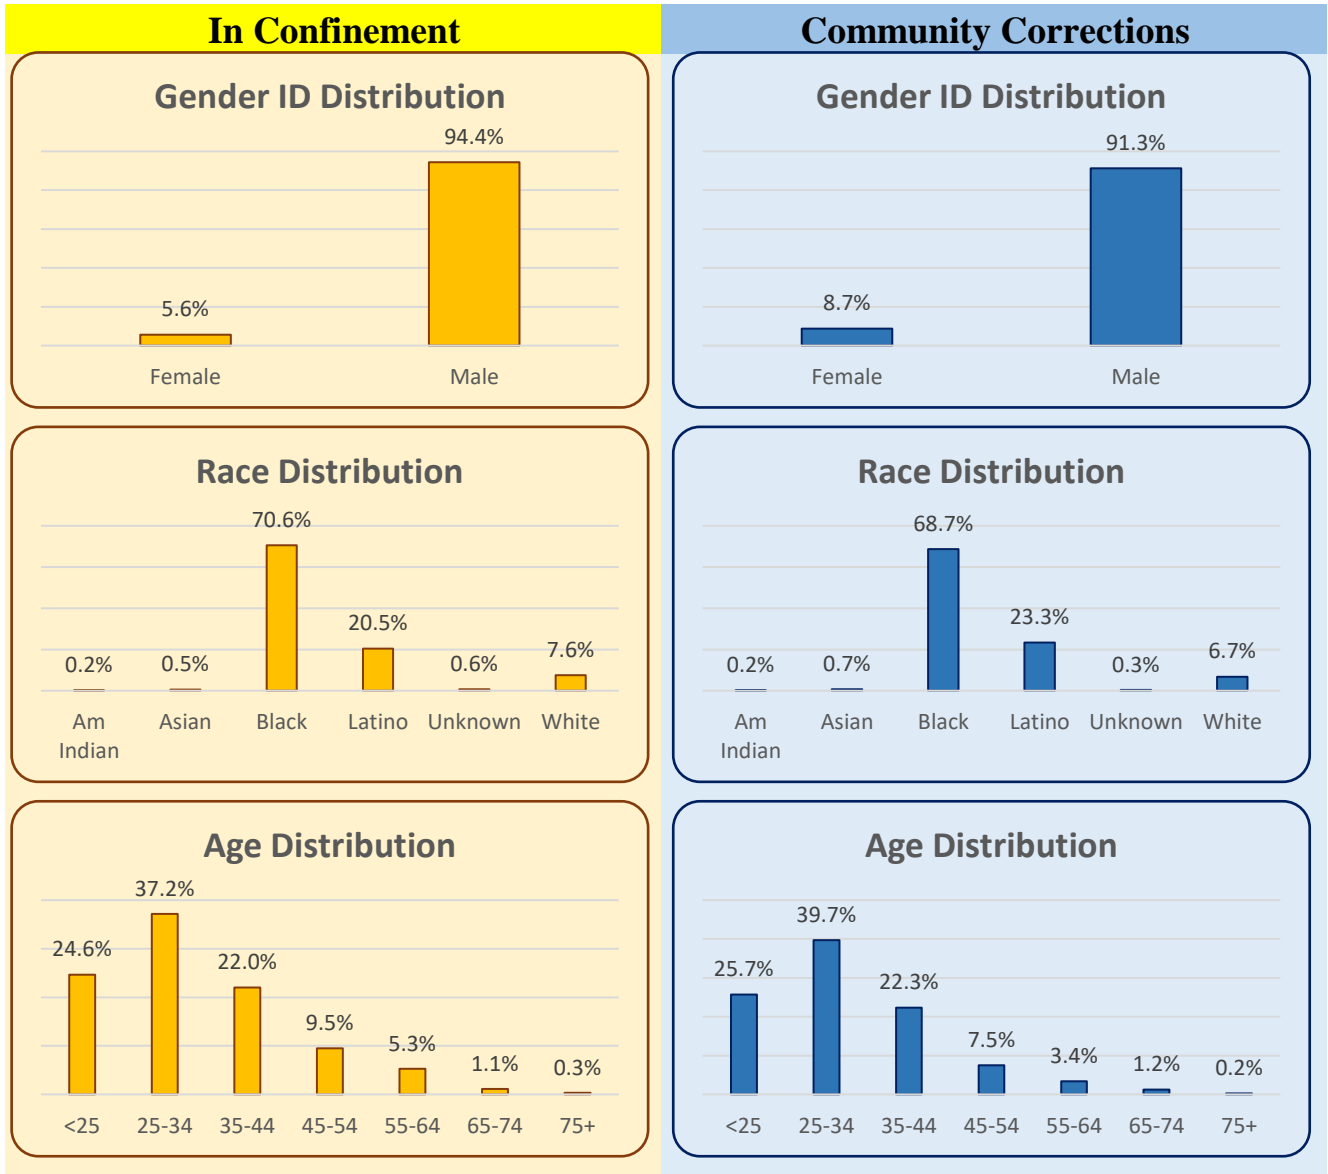 In Confinement
Gender ID Distribution
94.4%
5.6%
Female Male
Race Distribution
70.6%
20.5%
0.2% 0.5% 0.6% 7.6%
Am Indian Asian Black Latino Unknown White
Age Distribution
37.2%
24.6%
22.0%
9.5%
5.3%
1.1%
0.3%
<25 25-34 35-44 45-54 55-64 65-74 75+
Community Corrections
Gender ID Distribution
91.3%
8.7%
Female Male
Race Distribution
68.7%
23.3%
0.2% 0.7% 0.3% 6.7%
Am Indian Asian Black Latino Unknown White
Age Distribution
39.7%
25.7%
22.3%
7.5%
3.4%
1.2%
0.2%
<25 25-34 35-44 45-54 55-64 65-74 75+